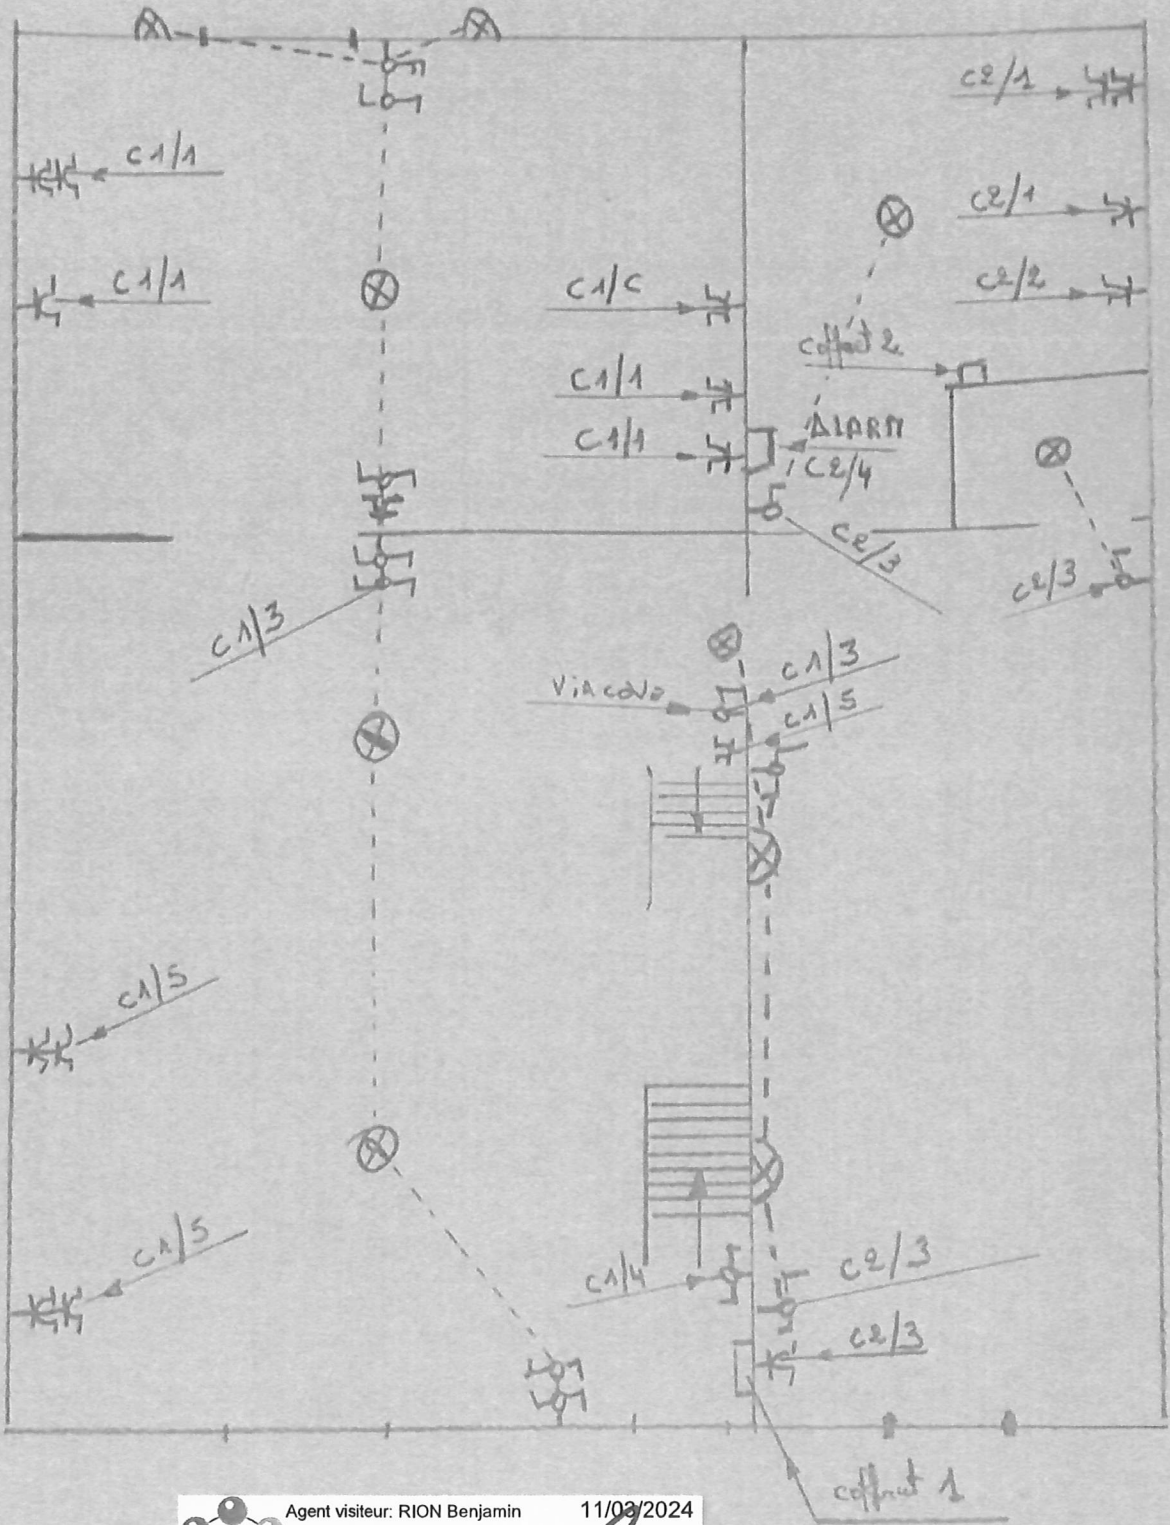 C2/1
C1/1
C2/1
C1/1
C1/C
C2/2
coffret 2
C1/1
ALARM
C1/1
C2/4
C2/3
C2/3
C1/3
C1/3
Via cave
C1/5
C1/5
C1/5
C2/3
C1/4
C2/3
coffret 1
Agent visiteur: RION Benjamin 11/03/2024